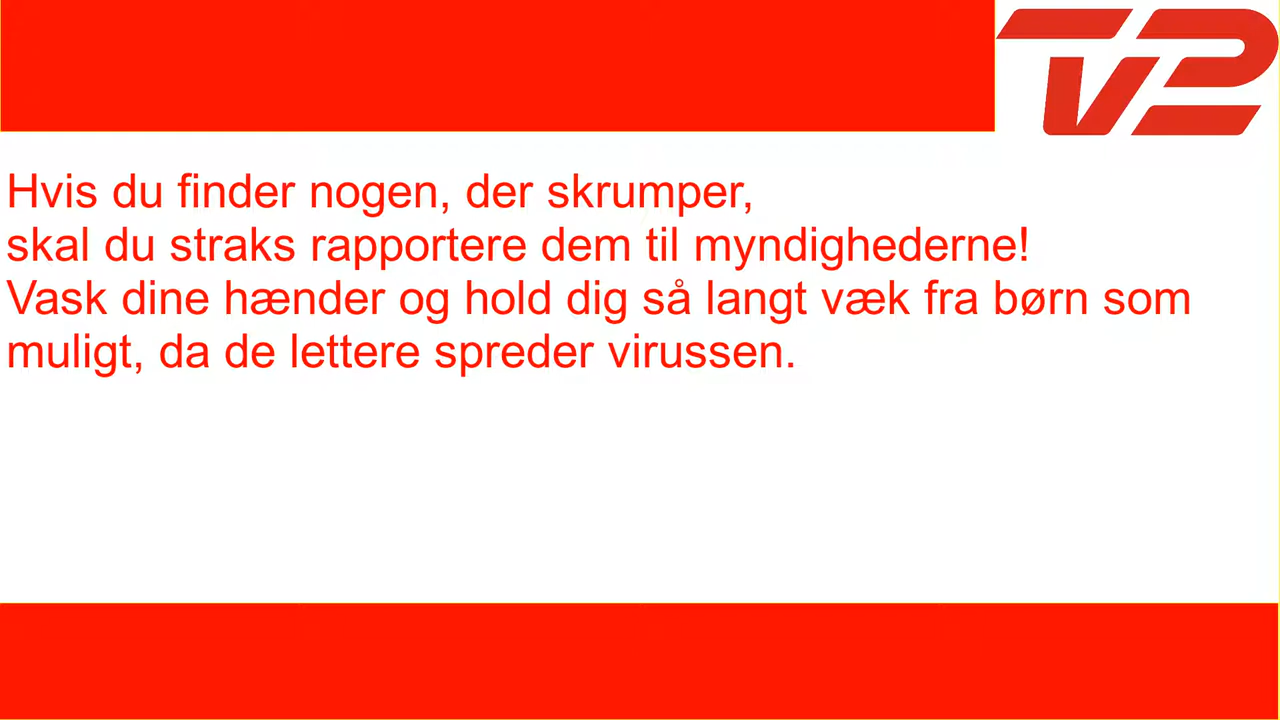 TV2
Hvis du finder nogen, der skrumper,
skal du straks rapportere dem til myndighederne!
Vask dine hænder og hold dig så langt væk fra børn som
muligt, da de lettere spreder virussen.